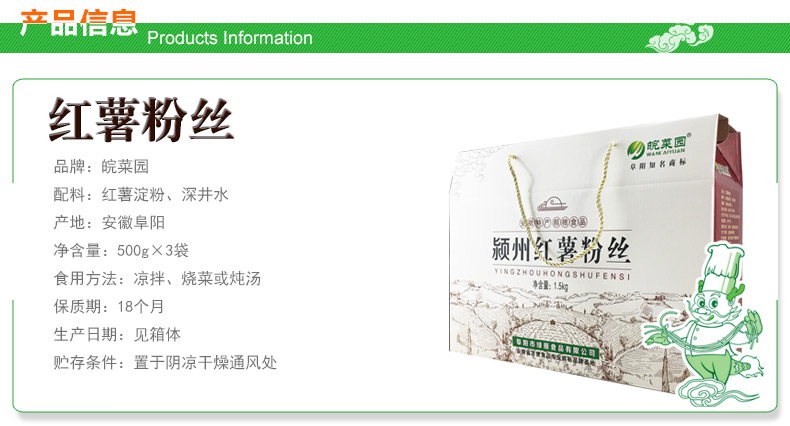 产品信息
Products Information
红薯粉丝
品牌：皖菜园
配料：红薯淀粉、深井水
产地：安徽阜阳
净含量：500g×3袋
食用方法：凉拌、烧菜或炖汤
保质期：18个月
生产日期：见箱体
贮存条件：置于阴凉干燥通风处
皖菜园®
WANCAIYUAN
阜阳知名商标
颍州红薯粉丝
YINGZHOUHONGSHUFENSI
净含量：1.5kg
阜阳市绿原食品有限公司